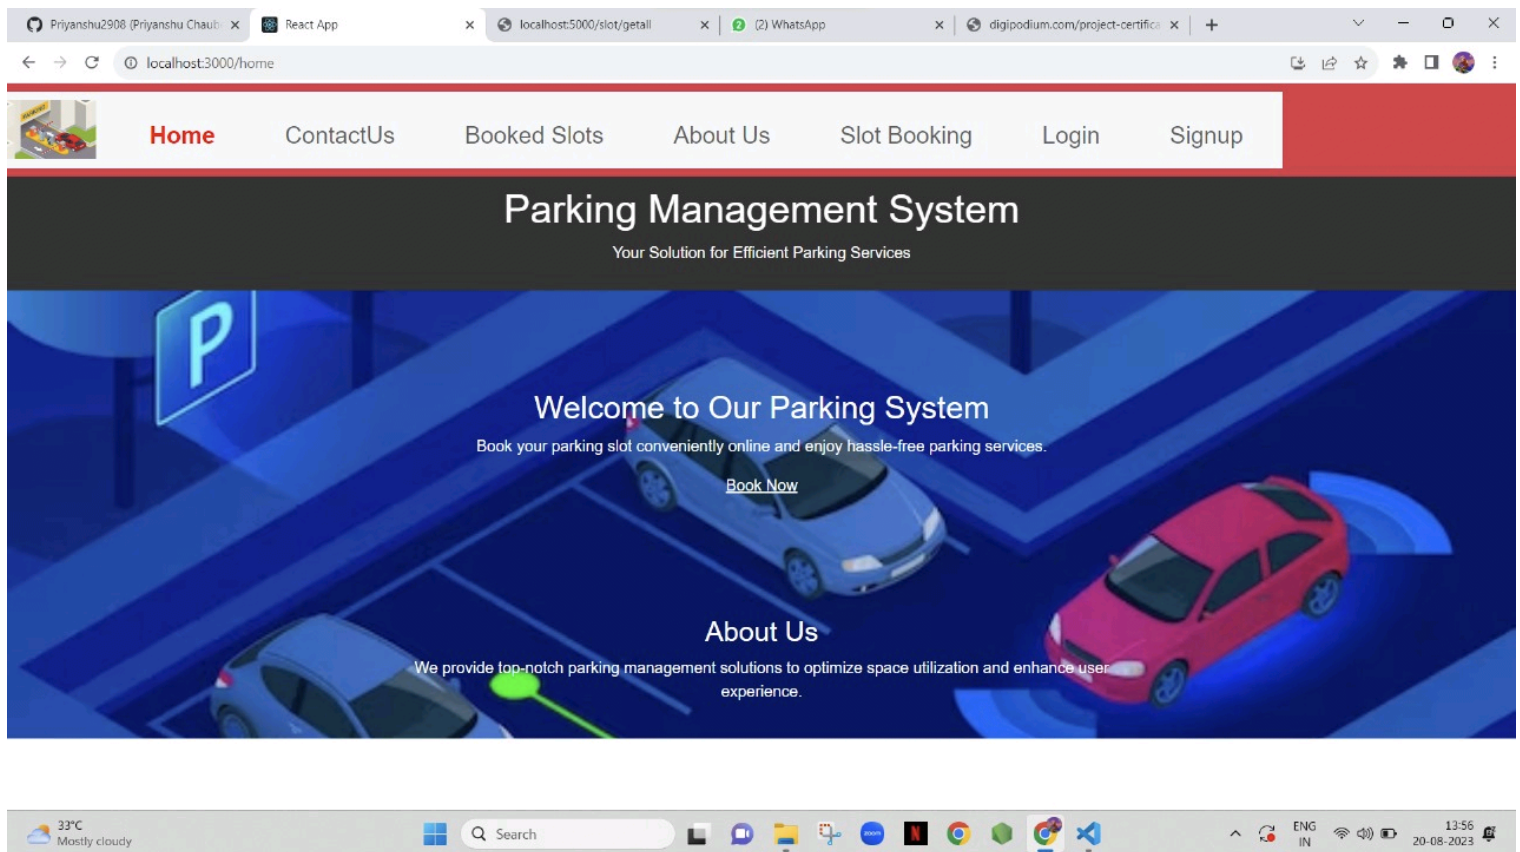 Priyanshu2908 (Priyanshu Chaub
React App
localhost:5000/slot/getall
(2) WhatsApp
digipodium.com/project-certifica
localhost:3000/home
Home ContactUs Booked Slots About Us Slot Booking Login Signup
Parking Management System
Your Solution for Efficient Parking Services
P
Welcome to Our Parking System
Book your parking slot conveniently online and enjoy hassle-free parking services.
Book Now
About Us
We provide top-notch parking management solutions to optimize space utilization and enhance user
experience.
33°C
Mostly cloudy
Search
zoom
N
ENG
IN
13:56
20-08-2023